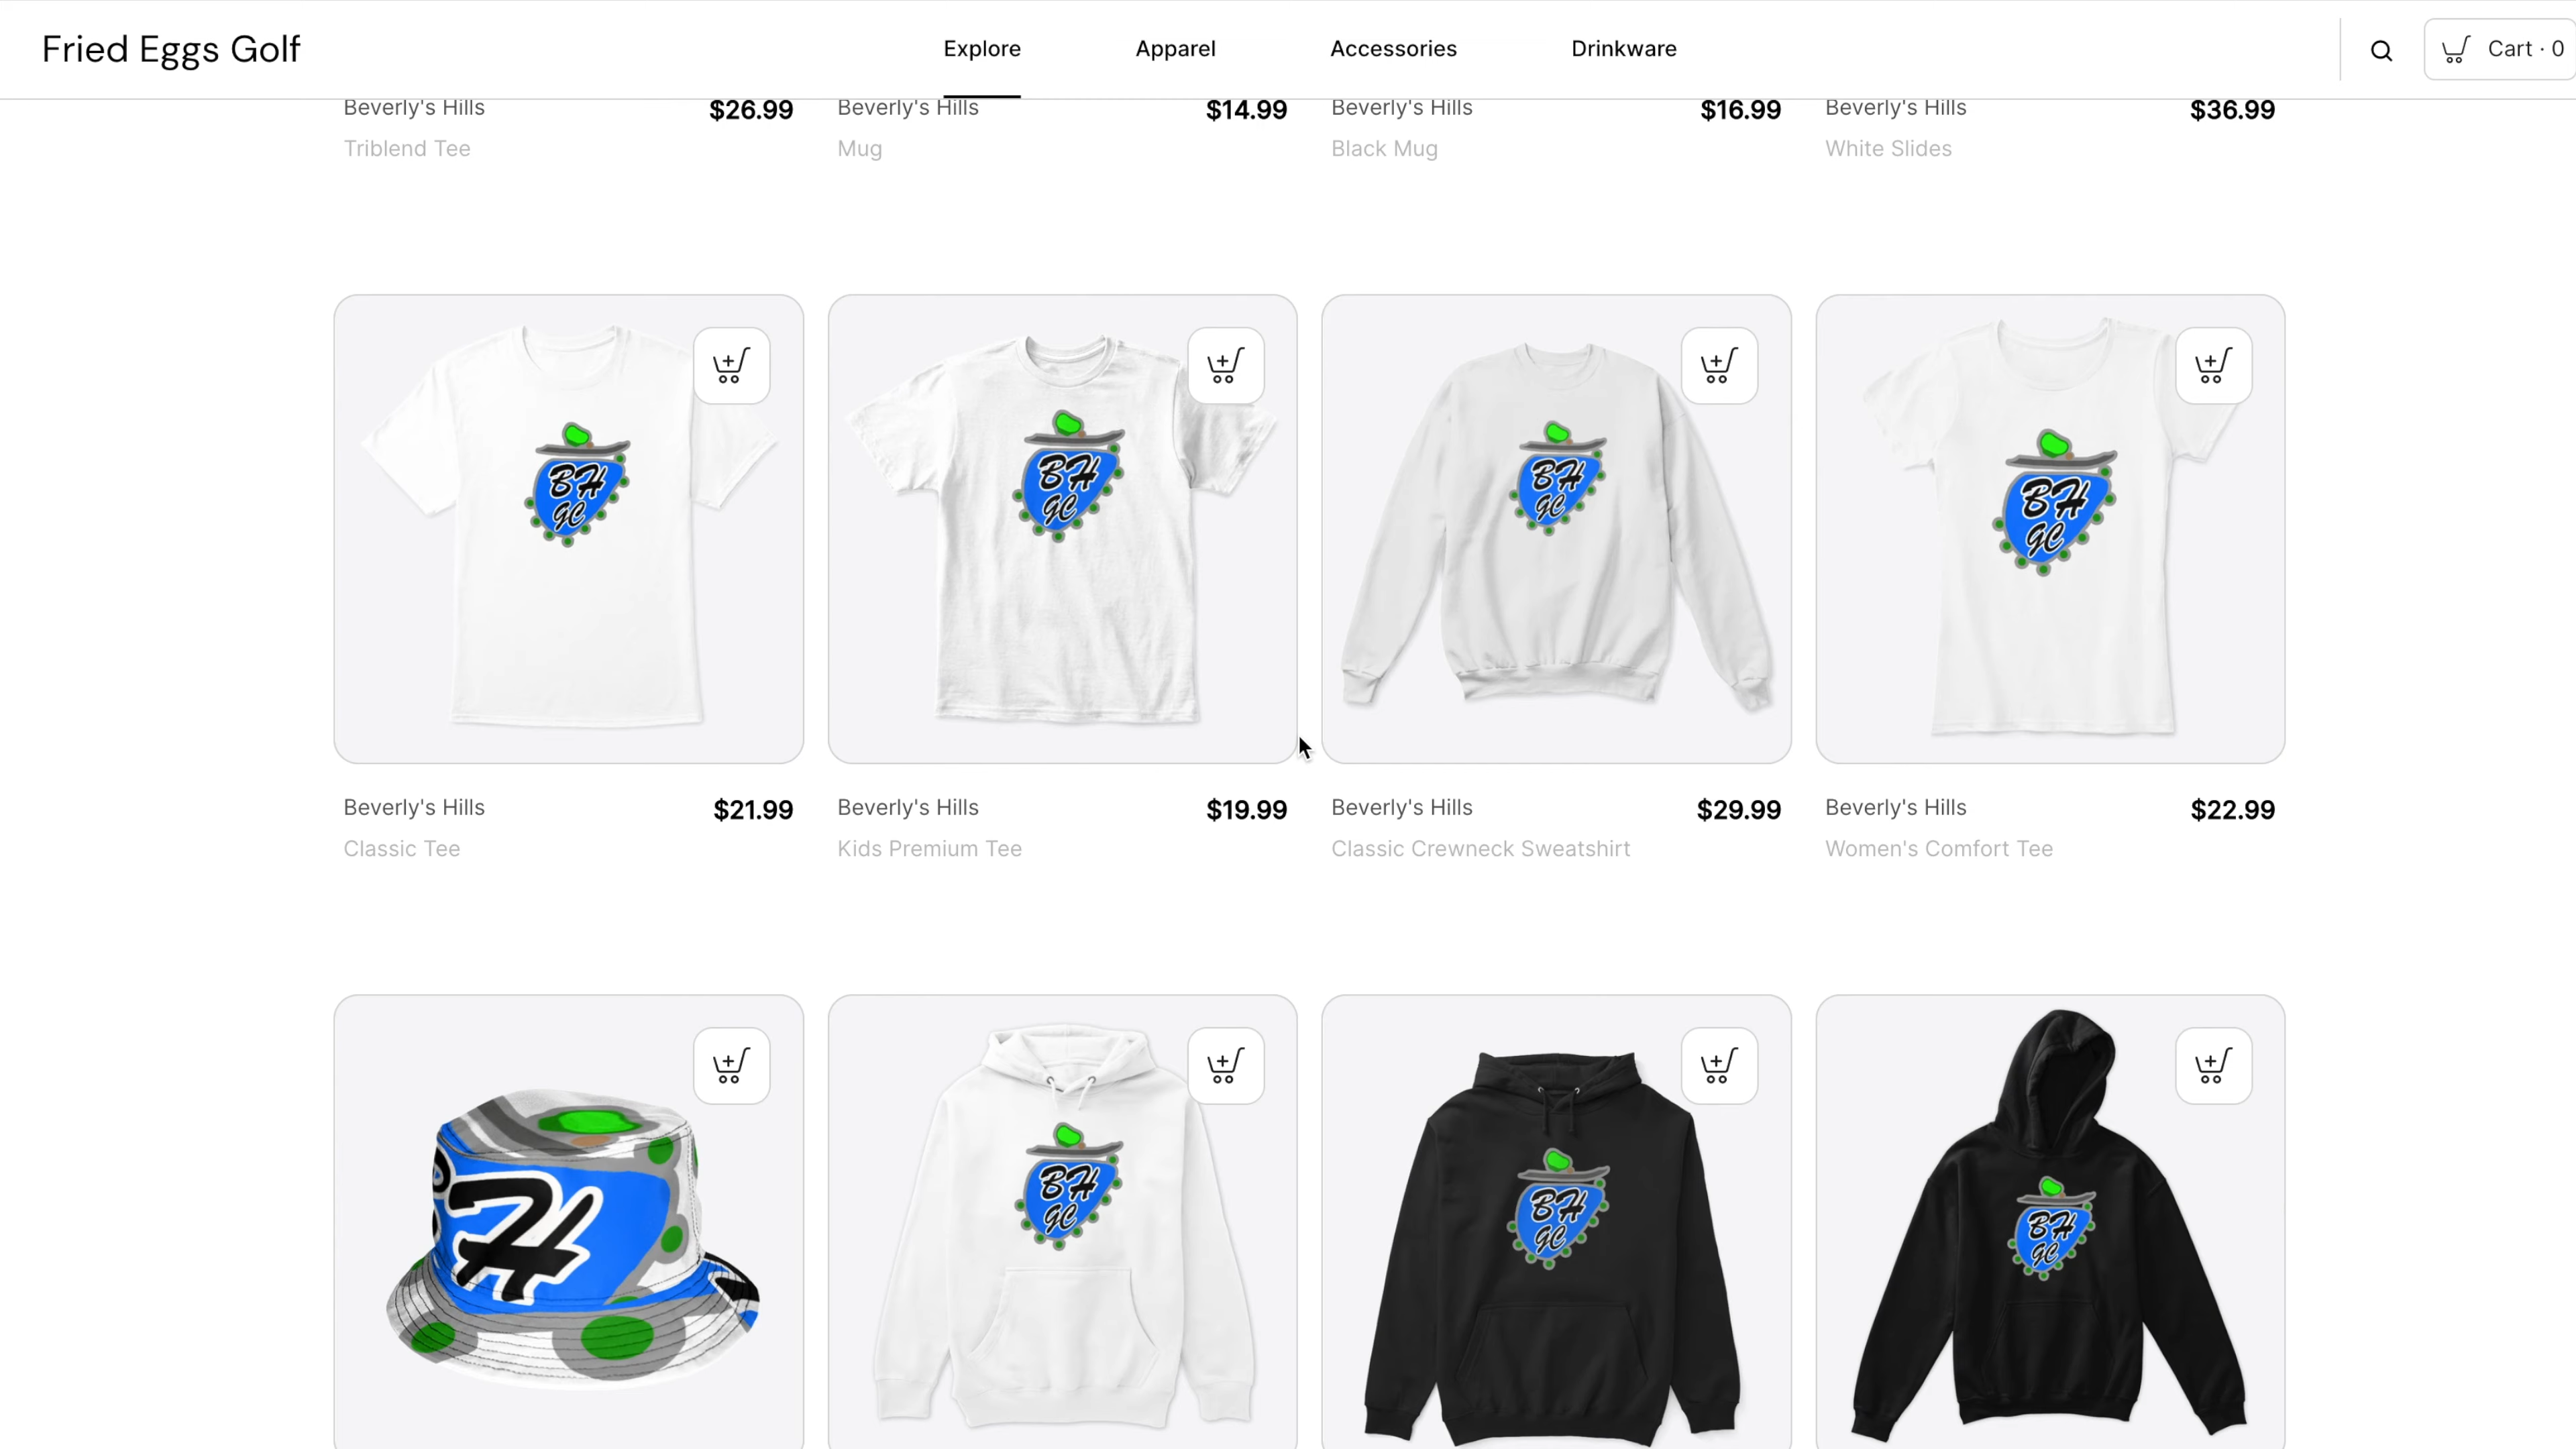 Fried Eggs Golf
Explore
Apparel
Accessories
Drinkware
Cart · 0
Beverly's Hills $26.99
Triblend Tee
Beverly's Hills $14.99
Mug
Beverly's Hills $16.99
Black Mug
Beverly's Hills $36.99
White Slides
BH
GC
BH
GC
BH
GC
BH
GC
Beverly's Hills $21.99
Classic Tee
Beverly's Hills $19.99
Kids Premium Tee
Beverly's Hills $29.99
Classic Crewneck Sweatshirt
Beverly's Hills $22.99
Women's Comfort Tee
H
BH
GC
BH
GC
BH
GC